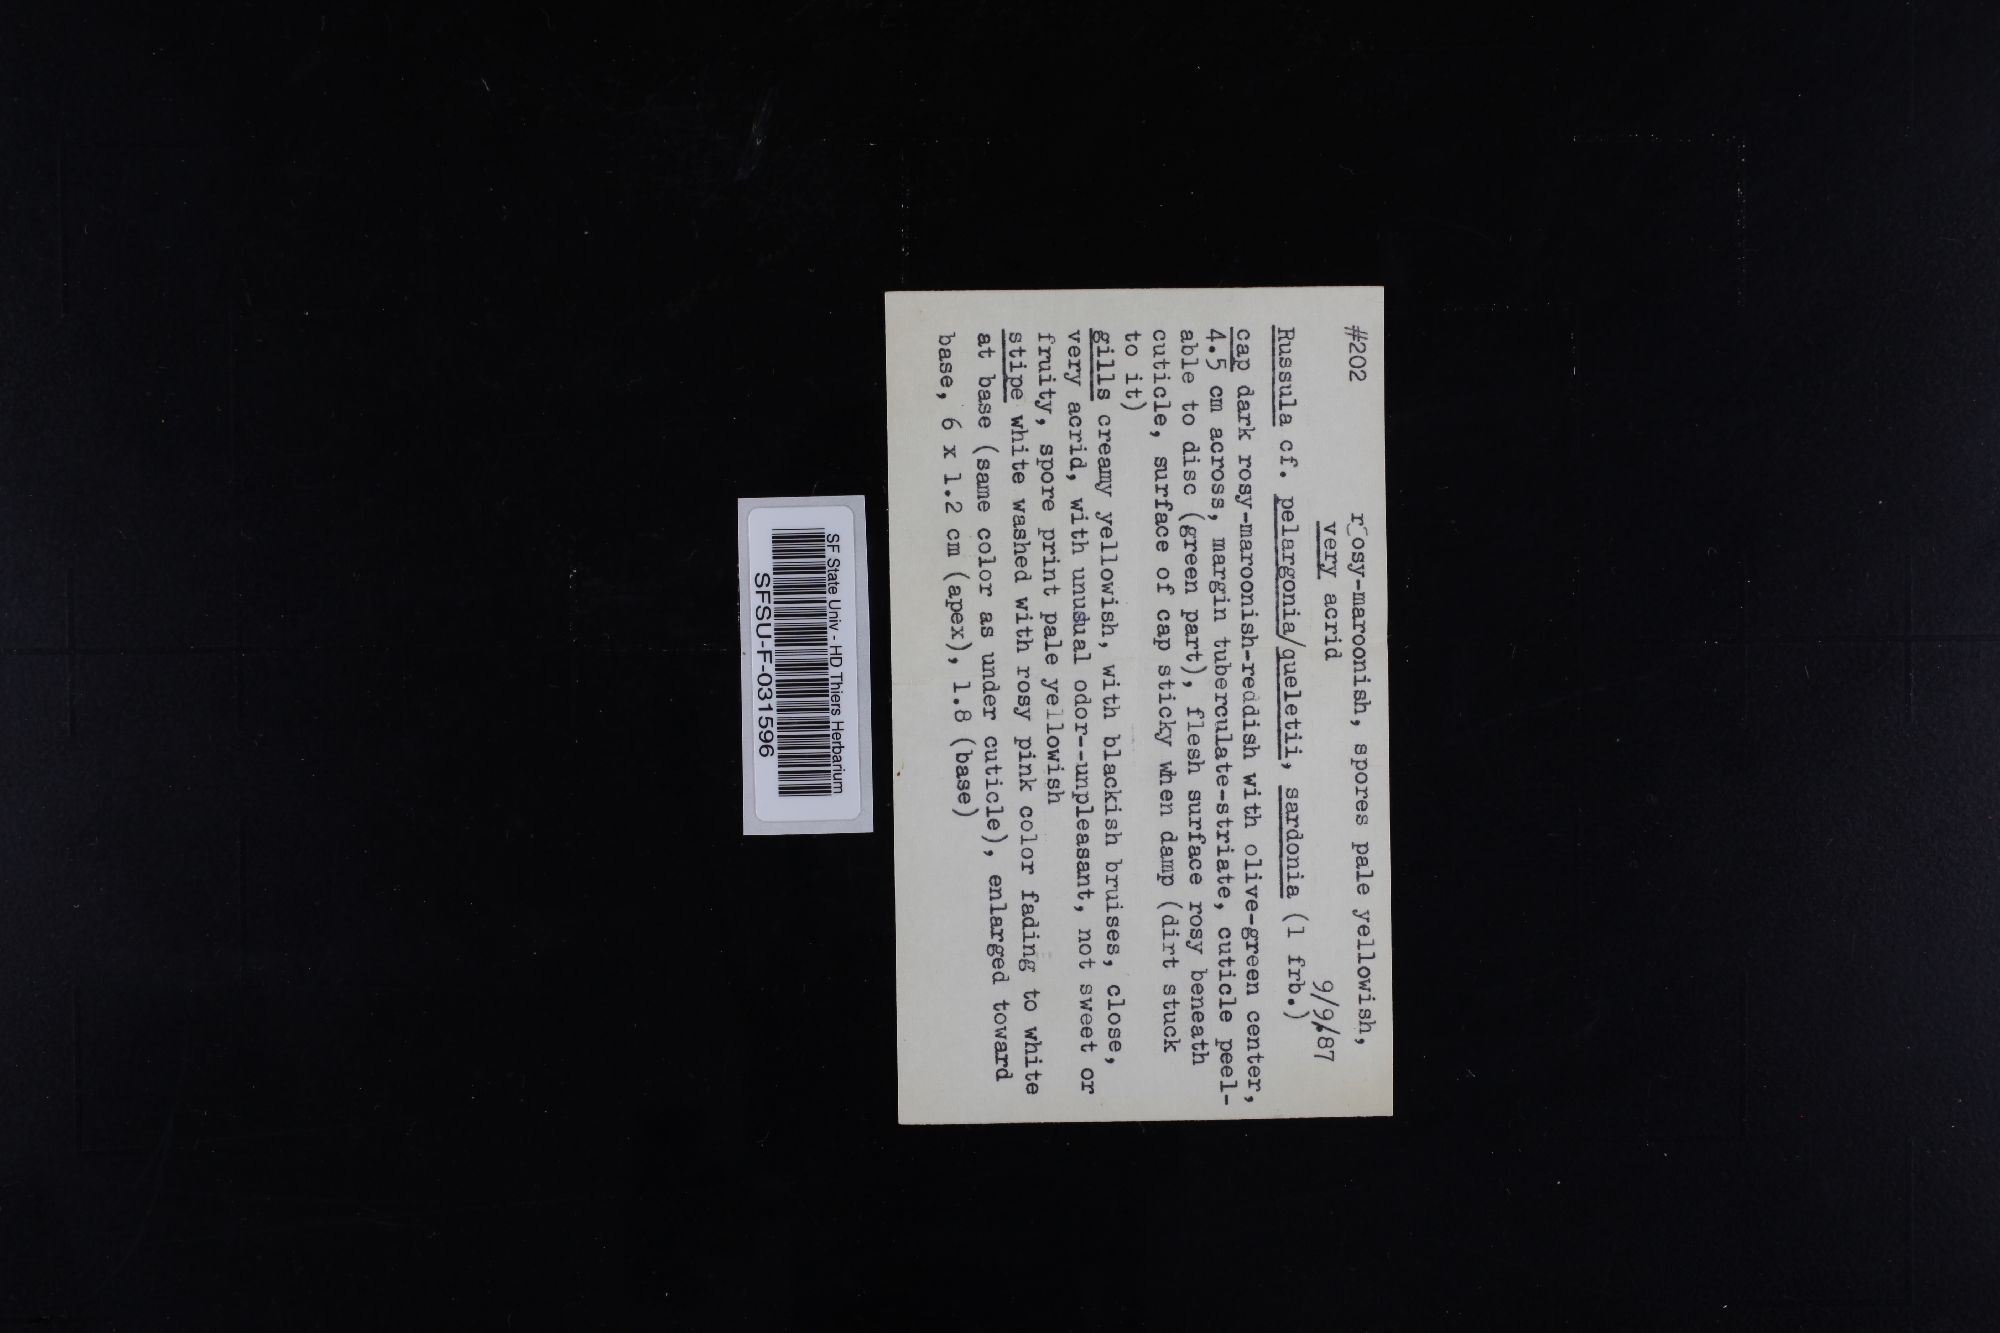 #202 rosy-maroonish, spores pale yellowish,
very acrid
9/9/87
Russula cf. pelargonia/queletii, sardonia (1 frb.)
cap dark rosy-maroonish-reddish with olive-green center,
4.5 cm across, margin tuberculate-striate, cuticle peel-
able to disc (green part), flesh surface rosy beneath
cuticle, surface of cap sticky when damp (dirt stuck
to it)
gills creamy yellowish, with blackish bruises, close,
very acrid, with unusual odor--unpleasant, not sweet or
fruity, spore print pale yellowish
stipe white washed with rosy pink color fading to white
at base (same color as under cuticle), enlarged toward
base, 6 x 1.2 cm (apex), 1.8 (base)
SF State Univ - HD Thiers Herbarium
SFSU-F-031596